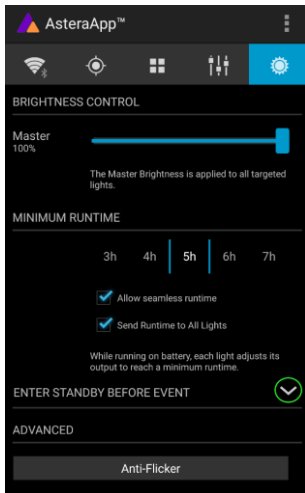 AsteraApp™
BRIGHTNESS CONTROL
Master
100%
The Master Brightness is applied to all targeted
lights.
MINIMUM RUNTIME
3h 4h 5h 6h 7h
Allow seamless runtime
Send Runtime to All Lights
While running on battery, each light adjusts its
output to reach a minimum runtime.
ENTER STANDBY BEFORE EVENT
ADVANCED
Anti-Flicker